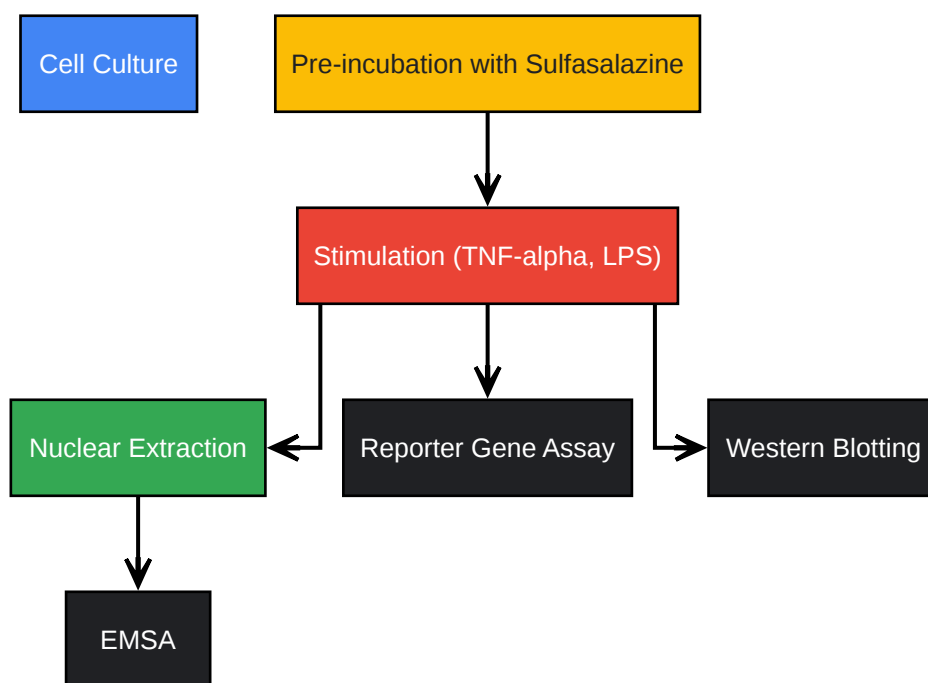 Cell Culture
Pre-incubation with Sulfasalazine
Stimulation (TNF-alpha, LPS)
Nuclear Extraction
Reporter Gene Assay
Western Blotting
EMSA